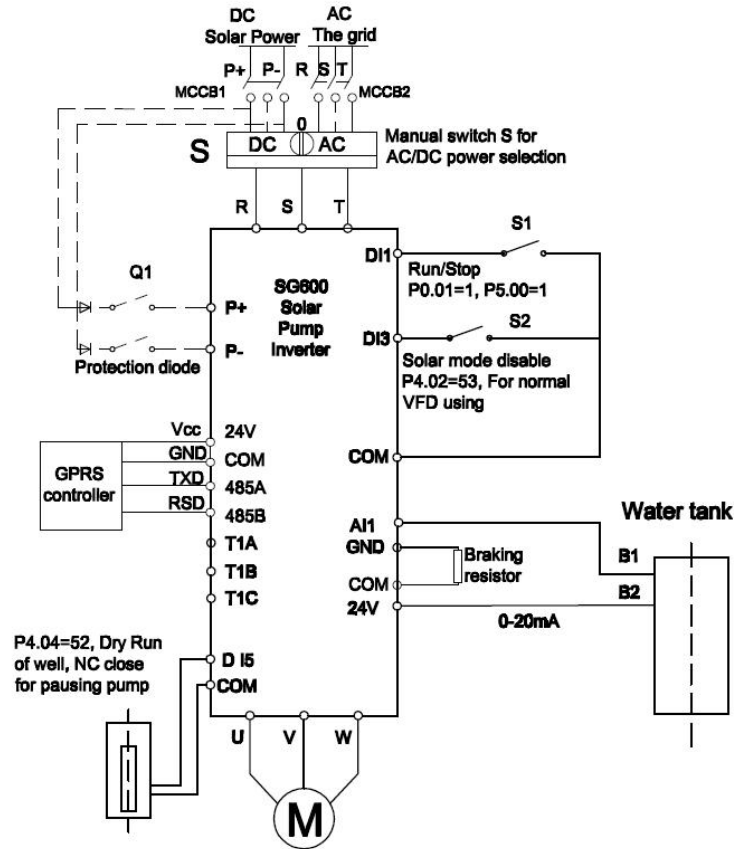 DC
Solar Power
AC
The grid
P+
P-
R
S
T
MCCB1
MCCB2
0
S
DC
AC
Manual switch S for
AC/DC power selection
R
S
T
Q1
P+
P-
Protection diode
SG600
Solar
Pump
Inverter
DI1
S1
Run/Stop
P0.01=1, P5.00=1
DI3
S2
Solar mode disable
P4.02=53, For normal
VFD using
COM
GPRS
controller
Vcc
GND
TXD
RSD
24V
COM
485A
485B
T1A
T1B
T1C
AI1
GND
COM
24V
Braking
resistor
0-20mA
Water tank
B1
B2
P4.04=52, Dry Run
of well, NC close
for pausing pump
D I5
COM
U
V
W
M